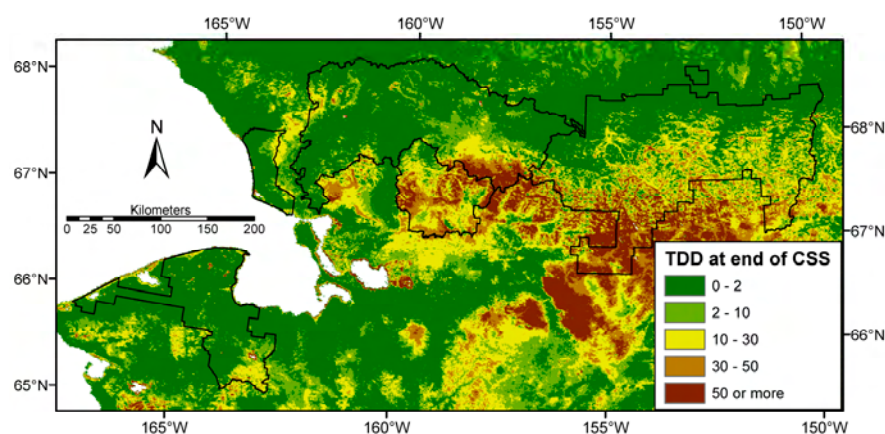 165°W 160°W 155°W 150°W
68°N 68°N
N
67°N
Kilometers
0 25 50 100 150 200
67°N
66°N
TDD at end of CSS
0 - 2
2 - 10
10 - 30
30 - 50
50 or more
66°N
65°N
165°W 160°W 155°W 150°W